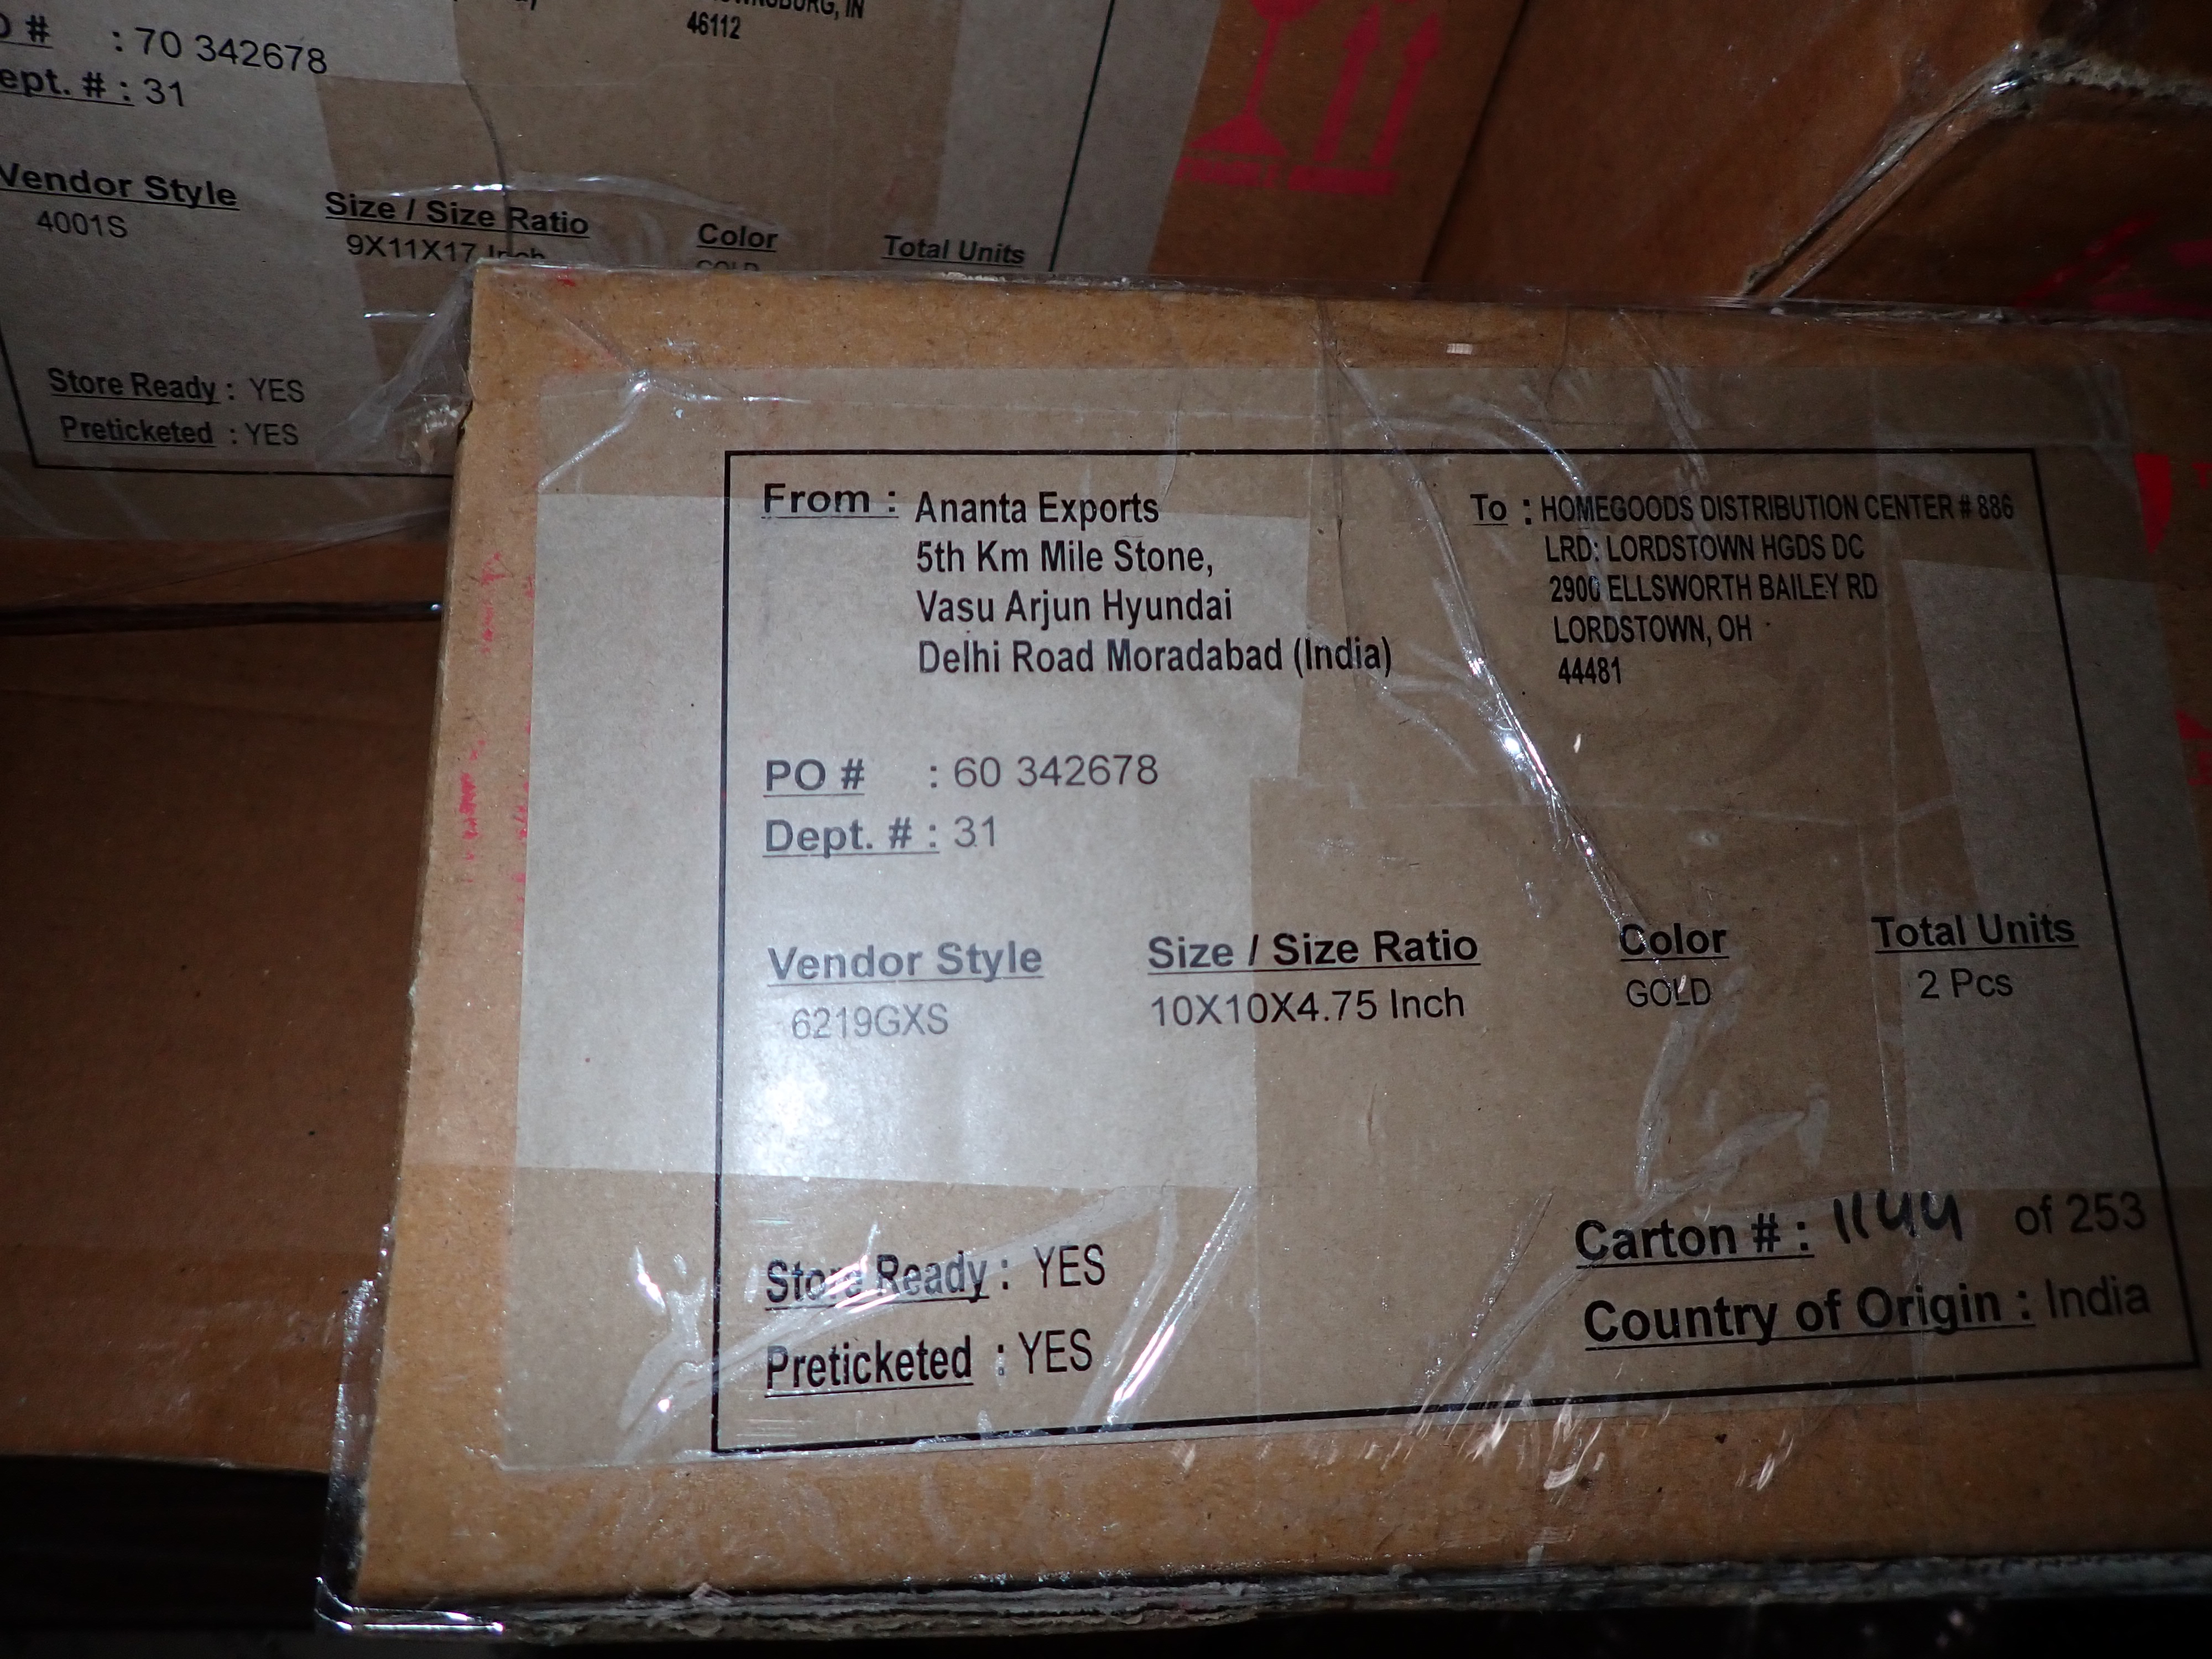 From : Ananta Exports
5th Km Mile Stone,
Vasu Arjun Hyundai
Delhi Road Moradabad (India)
To : HOMEGOODS DISTRIBUTION CENTER # 886
LRD: LORDSTOWN HGDS DC
2900 ELLSWORTH BAILEY RD
LORDSTOWN, OH
44481
PO # : 60 342678
Dept. # : 31
Vendor Style Size / Size Ratio Color Total Units
6219GXS 10X10X4.75 Inch GOLD 2 Pcs
Store Ready : YES
Preticketed : YES
Carton # : of 253
Country of Origin : India
46112
: 70 342678
ept. # : 31
Vendor Style Size / Size Ratio Color Total Units
4001S 9X11X17 Inch
Store Ready : YES
Preticketed : YES